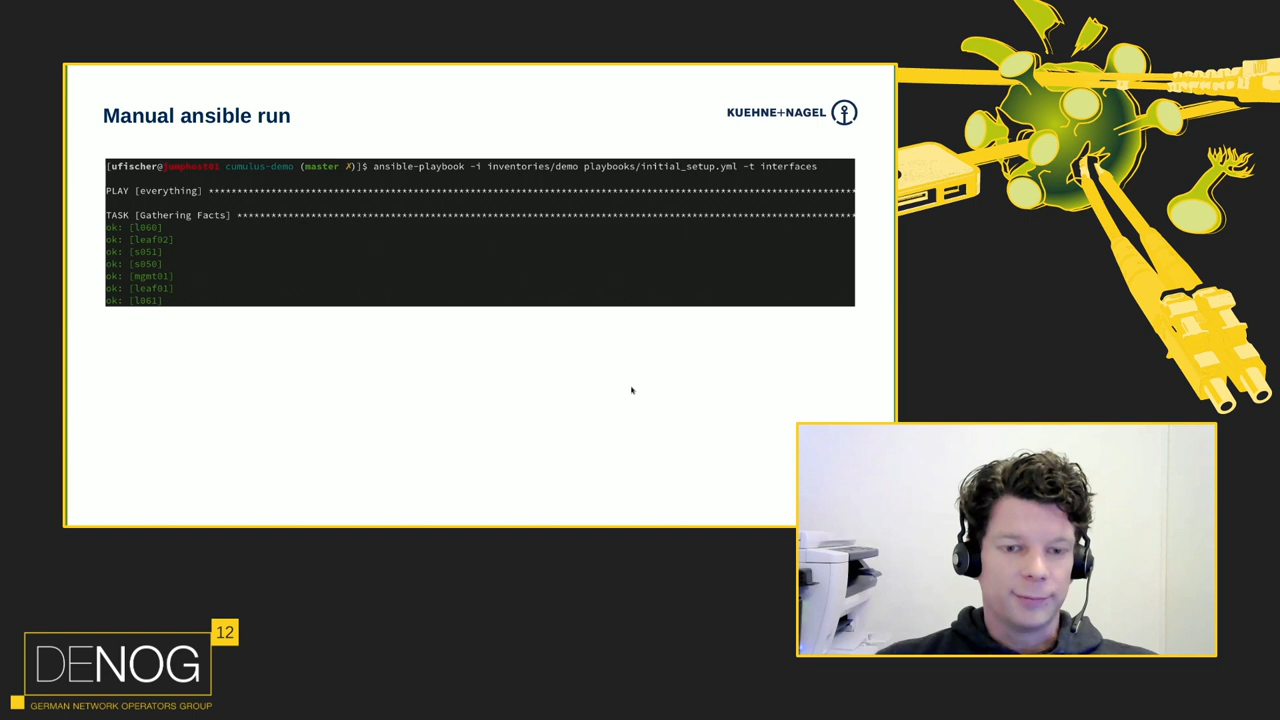 Manual ansible run
KUEHNE+NAGEL
[ufischer@jumphost01 cumulus-demo (master ✗)]$ ansible-playbook -i inventories/demo playbooks/initial_setup.yml -t interfaces
PLAY [everything] ******************************************************************************************************************
TASK [Gathering Facts] *************************************************************************************************************
ok: [l060]
ok: [leaf02]
ok: [s051]
ok: [s050]
ok: [mgmt01]
ok: [leaf01]
ok: [l061]
12
DENOG
GERMAN NETWORK OPERATORS GROUP